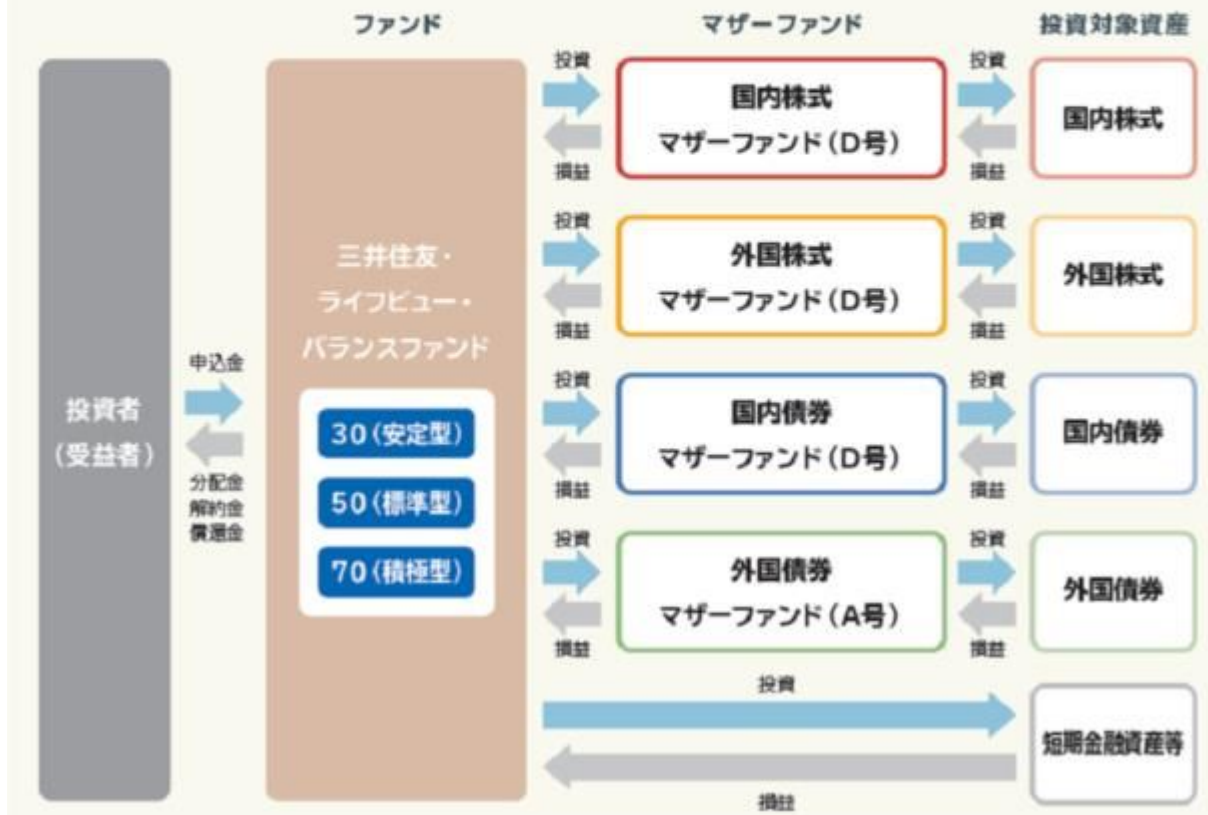 ファンド
マザーファンド
投資対象資産
投資者
(受益者)
申込金
分配金
解約金
償還金
三井住友・
ライフビュー・
バランスファンド
30(安定型)
50(標準型)
70(積極型)
投資
損益
国内株式
マザーファンド(D号)
投資
損益
国内株式
投資
損益
外国株式
マザーファンド(D号)
投資
損益
外国株式
投資
損益
国内債券
マザーファンド(D号)
投資
損益
国内債券
投資
損益
外国債券
マザーファンド(A号)
投資
損益
外国債券
投資
損益
短期金融資産等